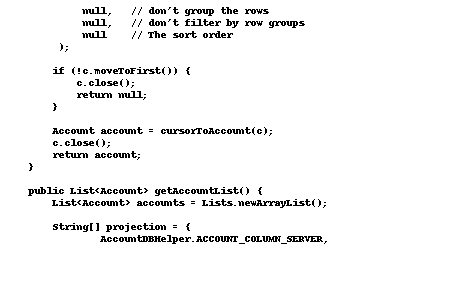 null,   // don't group the rows
null,   // don't filter by row groups
null    // The sort order
);
if (!c.moveToFirst()) {
c.close();
return null;
}
Account account = cursorToAccount(c);
c.close();
return account;
}
public List<Account> getAccountList() {
List<Account> accounts = Lists.newArrayList();
String[] projection = {
AccountDBHelper.ACCOUNT_COLUMN_SERVER,